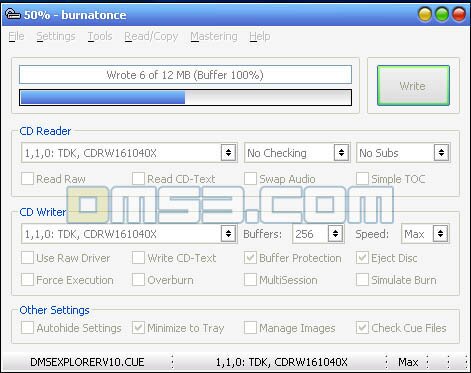 50% - burnatonce
File Settings Tools Read/Copy Mastering Help
Wrote 6 of 12 MB (Buffer 100%)
Write
CD Reader
1,1,0: TDK, CDRW161040X No Checking No Subs
Read Raw Read CD-Text Swap Audio Simple TOC
DMS3.COM
CD Writer
1,1,0: TDK, CDRW161040X Buffers: 256 Speed: Max
Use Raw Driver Write CD-Text Buffer Protection Eject Disc
Force Execution Overburn MultiSession Simulate Burn
Other Settings
Autohide Settings Minimize to Tray Manage Images Check Cue Files
DMSEXPLORERV10.CUE 1,1,0: TDK, CDRW161040X Max